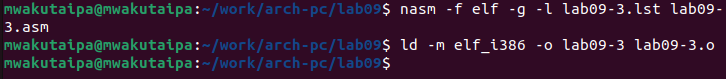 mwakutaipa@mwakutaipa:~/work/arch-pc/lab09$ nasm -f elf -g -l lab09-3.lst lab09-
3.asm
mwakutaipa@mwakutaipa:~/work/arch-pc/lab09$ ld -m elf_i386 -o lab09-3 lab09-3.o
mwakutaipa@mwakutaipa:~/work/arch-pc/lab09$